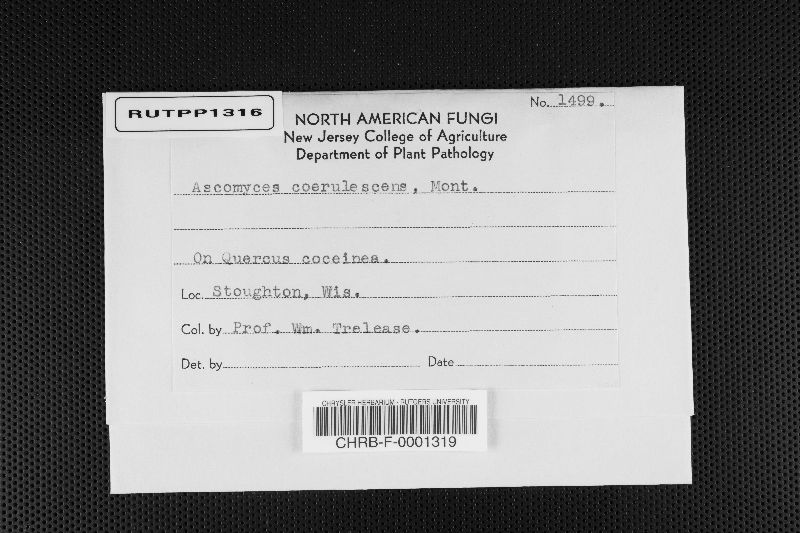 RUTPP1316
No. 1499.
NORTH AMERICAN FUNGI
New Jersey College of Agriculture
Department of Plant Pathology
Ascomyces coerulescens, Mont.
On Quercus coceinea.
Loc. Stoughton, Wis.
Col. by Prof. Wm. Trelease.
Det. by
Date
CHRYSLER HERBARIUM - RUTGERS UNIVERSITY
CHRB-F-0001319